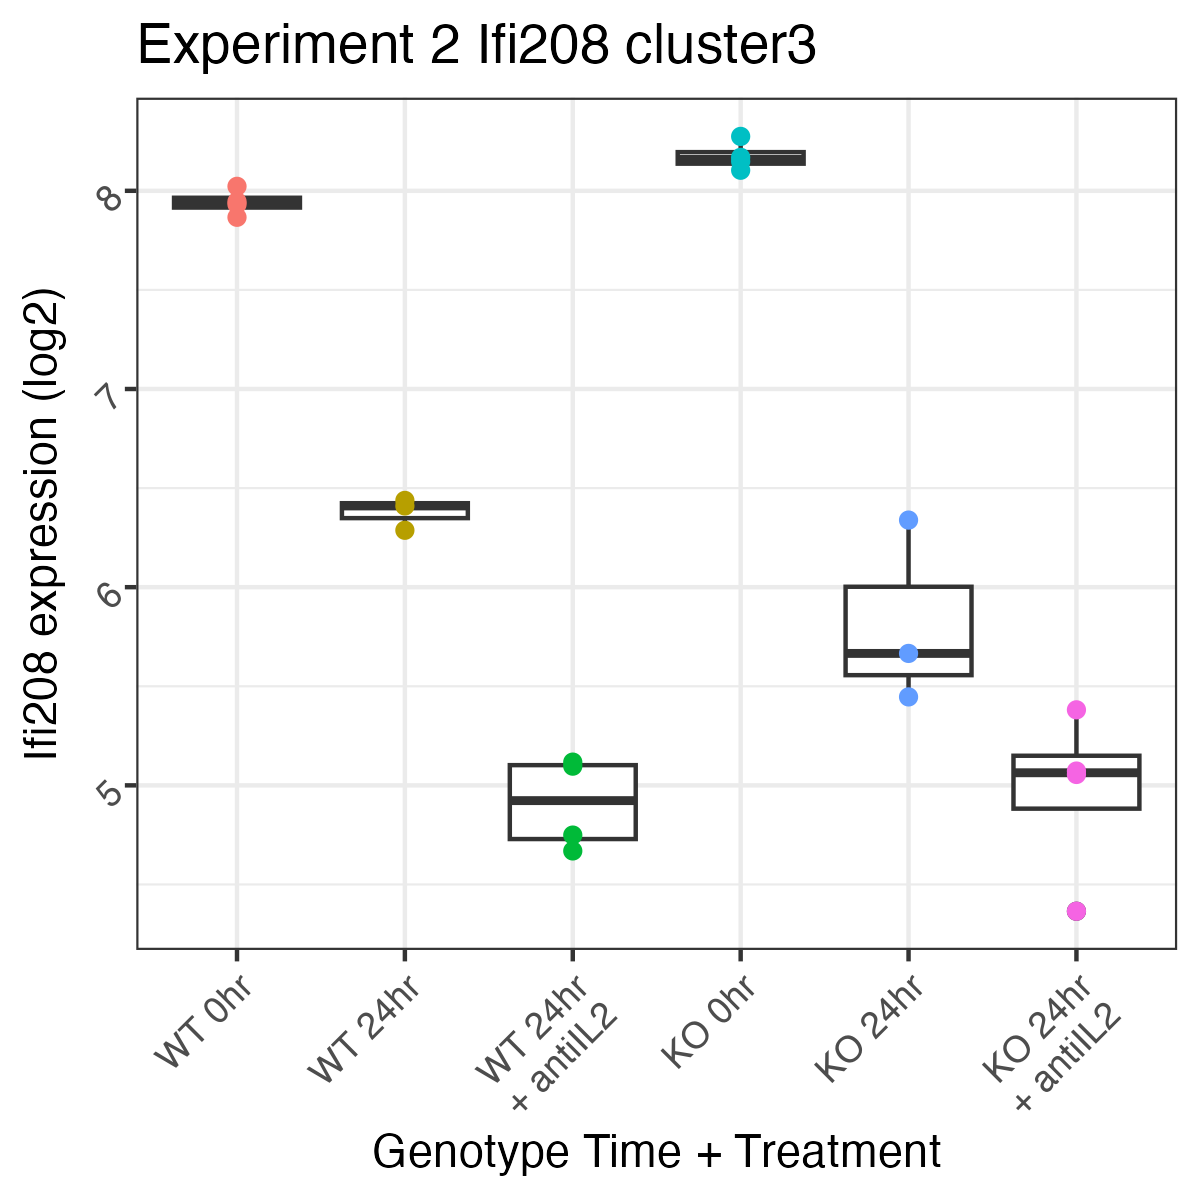 Experiment 2 Ifi208 cluster3
Ifi208 expression (log2)
8
7
6
5
WT 0hr
WT 24hr
WT 24hr
+ antiIL2
KO 0hr
KO 24hr
KO 24hr
+ antiIL2
Genotype Time + Treatment